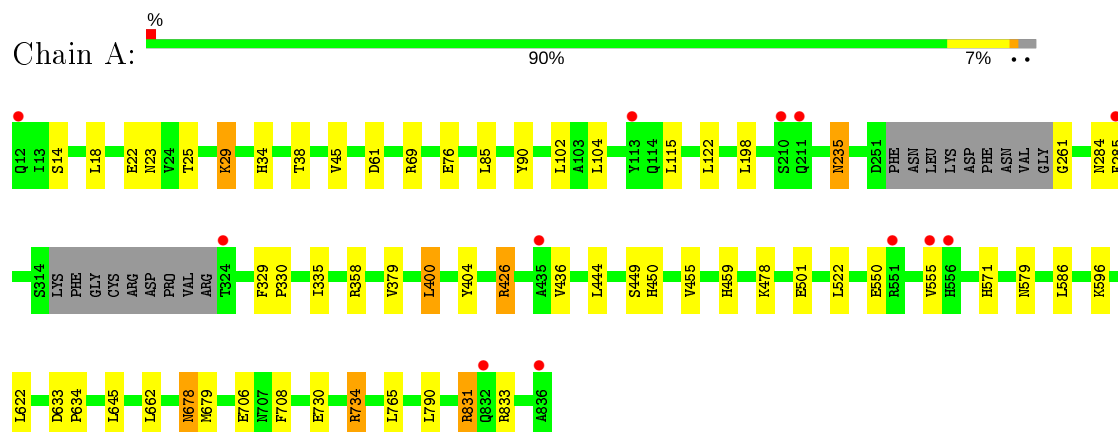 %
Chain A:
90%
7%
Q12 I13 S14 L18 E22 N23 V24 T25 K29 H34 T38 V45 D61 R69 E76 L85 Y90 L102 A103 L104 Y113 Q114 L115 L122 L198 S210 Q211 N235 D251 PHE ASN LEU LYS ASP PHE ASN VAL GLY G261 N284
S314 LYS PHE GLY CYS ARG ASP PRO VAL ARG T324 F329 P330 I335 R358 V379 L400 Y404 R426 A435 V436 L444 S449 H450 V455 H459 K478 E501 L522 E550 R551 V555 H556 H571 N579 L586 K596
L622 D633 P634 L645 L662 N678 M679 E706 N707 F708 E730 R734 L765 L790 R831 Q832 R833 A836